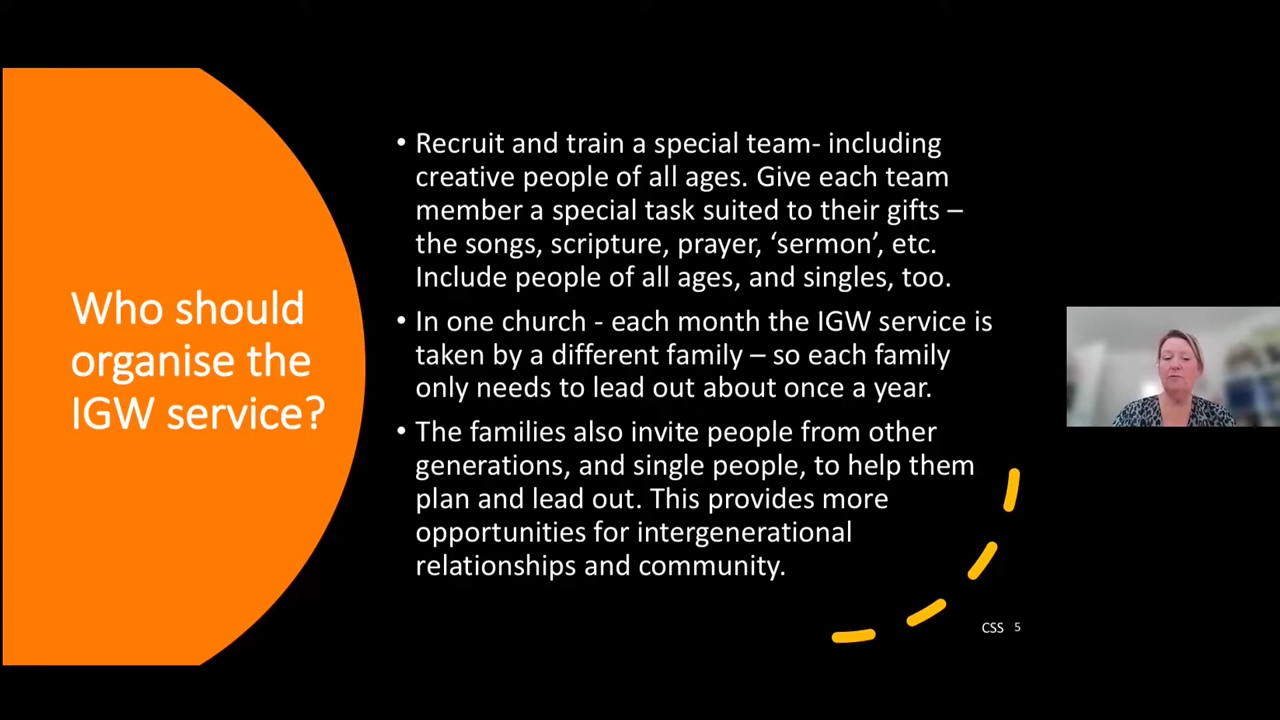 Who should
organise the
IGW service?
• Recruit and train a special team- including
creative people of all ages. Give each team
member a special task suited to their gifts –
the songs, scripture, prayer, ‘sermon’, etc.
Include people of all ages, and singles, too.
• In one church - each month the IGW service is
taken by a different family – so each family
only needs to lead out about once a year.
• The families also invite people from other
generations, and single people, to help them
plan and lead out. This provides more
opportunities for intergenerational
relationships and community.
CSS 5